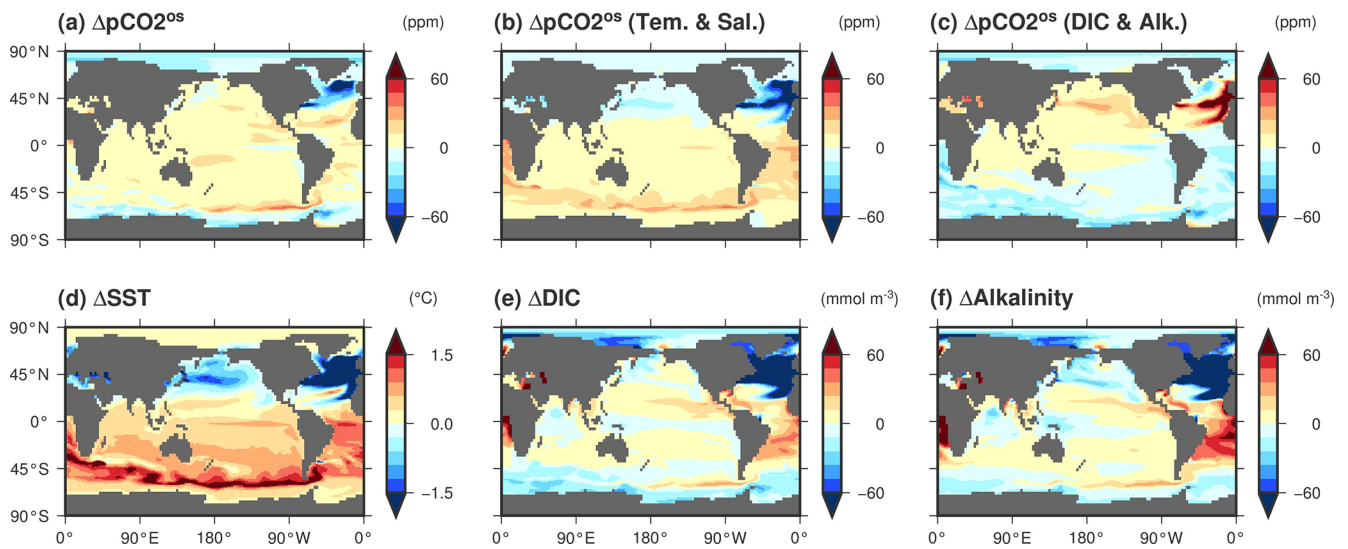 (a) ΔpCO2ᵒˢ (ppm)
(b) ΔpCO2ᵒˢ (Tem. & Sal.) (ppm)
(c) ΔpCO2ᵒˢ (DIC & Alk.) (ppm)
90°N
45°N
0°
45°S
90°S
60
0
−60
60
0
−60
60
0
−60
(d) ΔSST (°C)
(e) ΔDIC (mmol m⁻³)
(f) ΔAlkalinity (mmol m⁻³)
90°N
45°N
0°
45°S
90°S
1.5
0.0
−1.5
60
0
−60
60
0
−60
0° 90°E 180° 90°W 0°
0° 90°E 180° 90°W 0°
0° 90°E 180° 90°W 0°